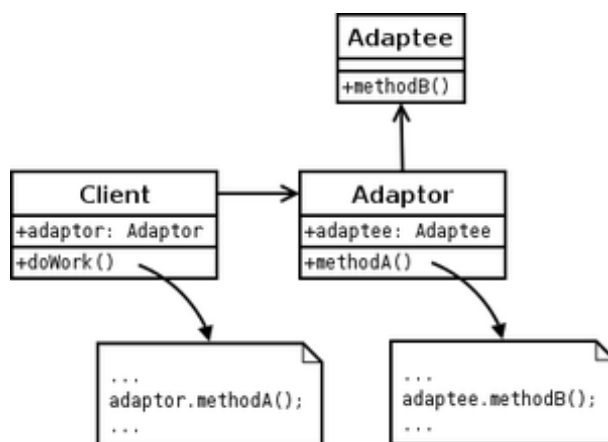 Adaptee
+methodB()
Client
+adaptor: Adaptor
+doWork()
Adaptor
+adaptee: Adaptee
+methodA()
...
adaptor.methodA();
...
...
adaptee.methodB();
...